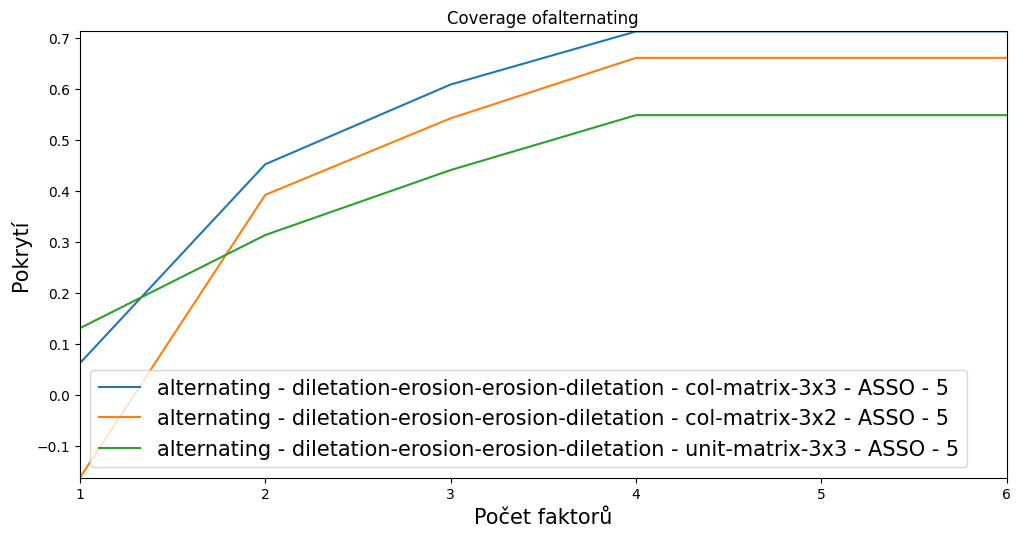 Coverage ofalternating
Pokrytí
0.7
0.6
0.5
0.4
0.3
0.2
0.1
0.0
−0.1
alternating - diletation-erosion-erosion-diletation - col-matrix-3x3 - ASSO - 5
alternating - diletation-erosion-erosion-diletation - col-matrix-3x2 - ASSO - 5
alternating - diletation-erosion-erosion-diletation - unit-matrix-3x3 - ASSO - 5
1 2 3 4 5 6
Počet faktorů